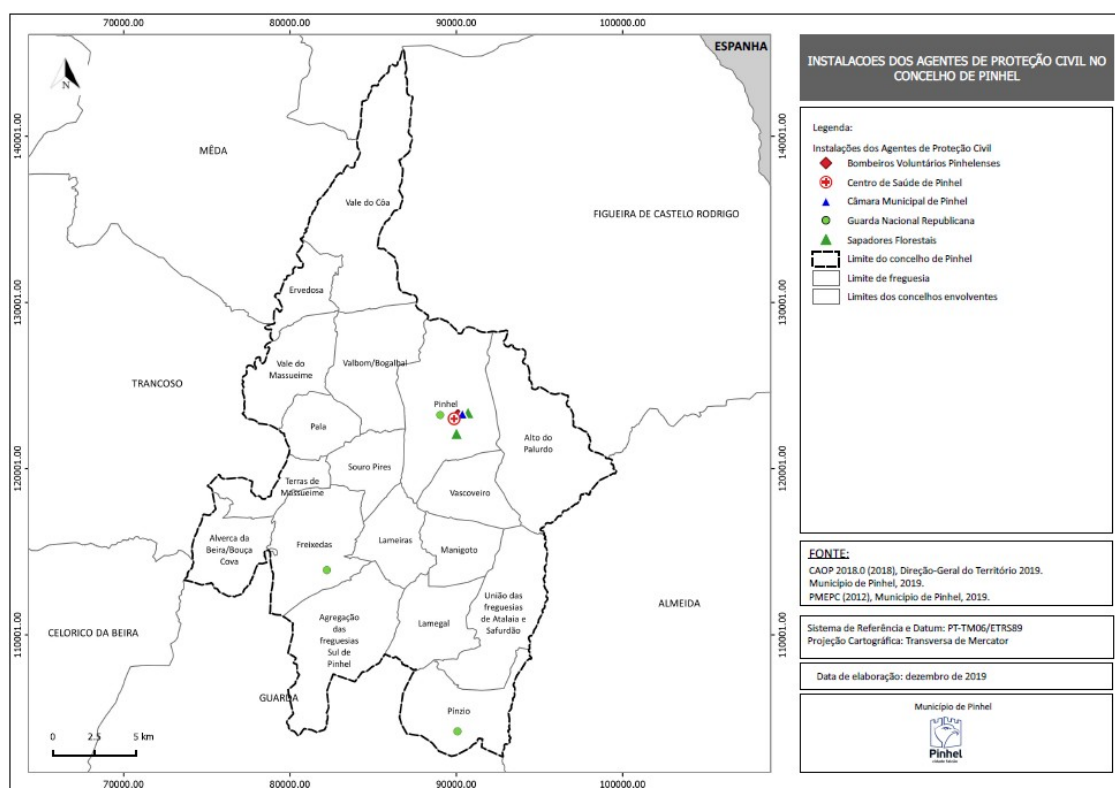 70000.00
80000.00
90000.00
100000.00
ESPANHA
N
140001.00
140001.00
MÊDA
Vale do Côa
FIGUEIRA DE CASTELO RODRIGO
Ervedosa
130001.00
130001.00
Vale do
Massueime
Valbom/Bogalhal
TRANCOSO
Pinhel
Pala
Alto do
Palurdo
Souro Pires
120001.00
120001.00
Terras de
Massueime
Vascoveiro
Alverca da
Beira/Bouça
Cova
Freixedas
Lameiras
Manigoto
União das
freguesias
de Atalaia e
Safurdão
ALMEIDA
CELORICO DA BEIRA
Agregação
das
freguesias
Sul de
Pinhel
Lamegal
110001.00
110001.00
GUARDA
Pínzio
0 2.5 5 km
70000.00
80000.00
90000.00
100000.00
INSTALACOES DOS AGENTES DE PROTEÇÃO CIVIL NO
CONCELHO DE PINHEL
Legenda:
Instalações dos Agentes de Proteção Civil
Bombeiros Voluntários Pinhelenses
Centro de Saúde de Pinhel
Câmara Municipal de Pinhel
Guarda Nacional Republicana
Sapadores Florestais
Limite do concelho de Pinhel
Limite de freguesia
Limites dos concelhos envolventes
FONTE:
CAOP 2018.0 (2018), Direção-Geral do Território 2019.
Município de Pinhel, 2019.
PMEPC (2012), Município de Pinhel, 2019.
Sistema de Referência e Datum: PT-TM06/ETRS89
Projeção Cartográfica: Transversa de Mercator
Data de elaboração: dezembro de 2019
Município de Pinhel
Pinhel
cidade falcão